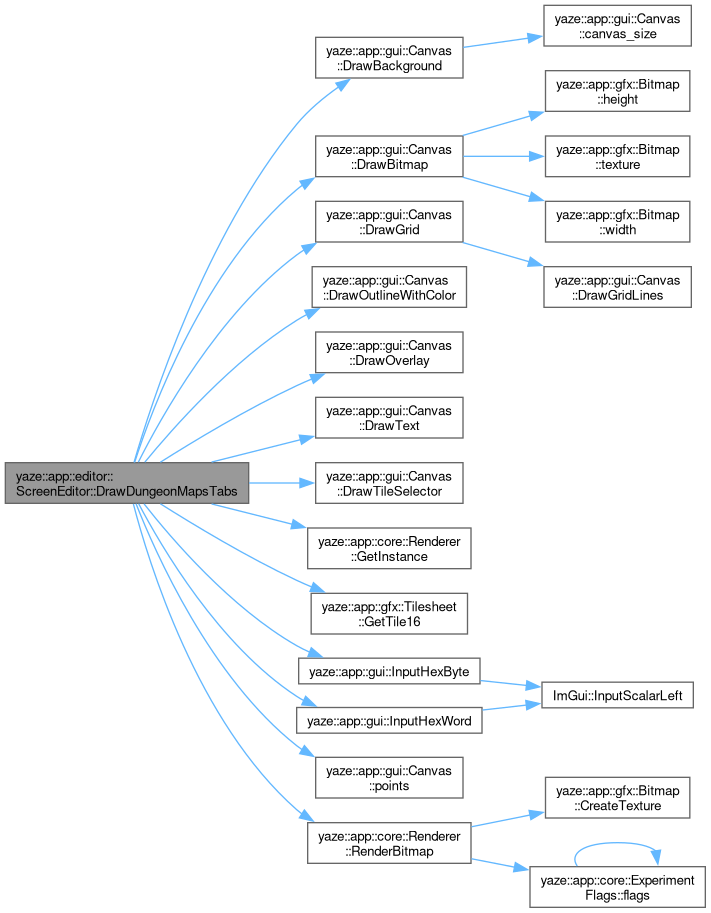 yaze::app::editor::
ScreenEditor::DrawDungeonMapsTabs
yaze::app::gui::Canvas
::DrawBackground
yaze::app::gui::Canvas
::canvas_size
yaze::app::gui::Canvas
::DrawBitmap
yaze::app::gfx::Bitmap
::height
yaze::app::gfx::Bitmap
::texture
yaze::app::gfx::Bitmap
::width
yaze::app::gui::Canvas
::DrawGrid
yaze::app::gui::Canvas
::DrawGridLines
yaze::app::gui::Canvas
::DrawOutlineWithColor
yaze::app::gui::Canvas
::DrawOverlay
yaze::app::gui::Canvas
::DrawText
yaze::app::gui::Canvas
::DrawTileSelector
yaze::app::core::Renderer
::GetInstance
yaze::app::gfx::Tilesheet
::GetTile16
yaze::app::gui::InputHexByte
ImGui::InputScalarLeft
yaze::app::gui::InputHexWord
yaze::app::gui::Canvas
::points
yaze::app::core::Renderer
::RenderBitmap
yaze::app::gfx::Bitmap
::CreateTexture
yaze::app::core::Experiment
Flags::flags